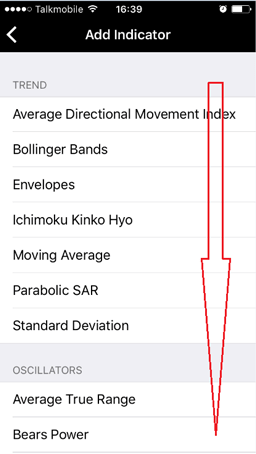 Talkmobile 16:39
Add Indicator
TREND
Average Directional Movement Index
Bollinger Bands
Envelopes
Ichimoku Kinko Hyo
Moving Average
Parabolic SAR
Standard Deviation
OSCILLATORS
Average True Range
Bears Power